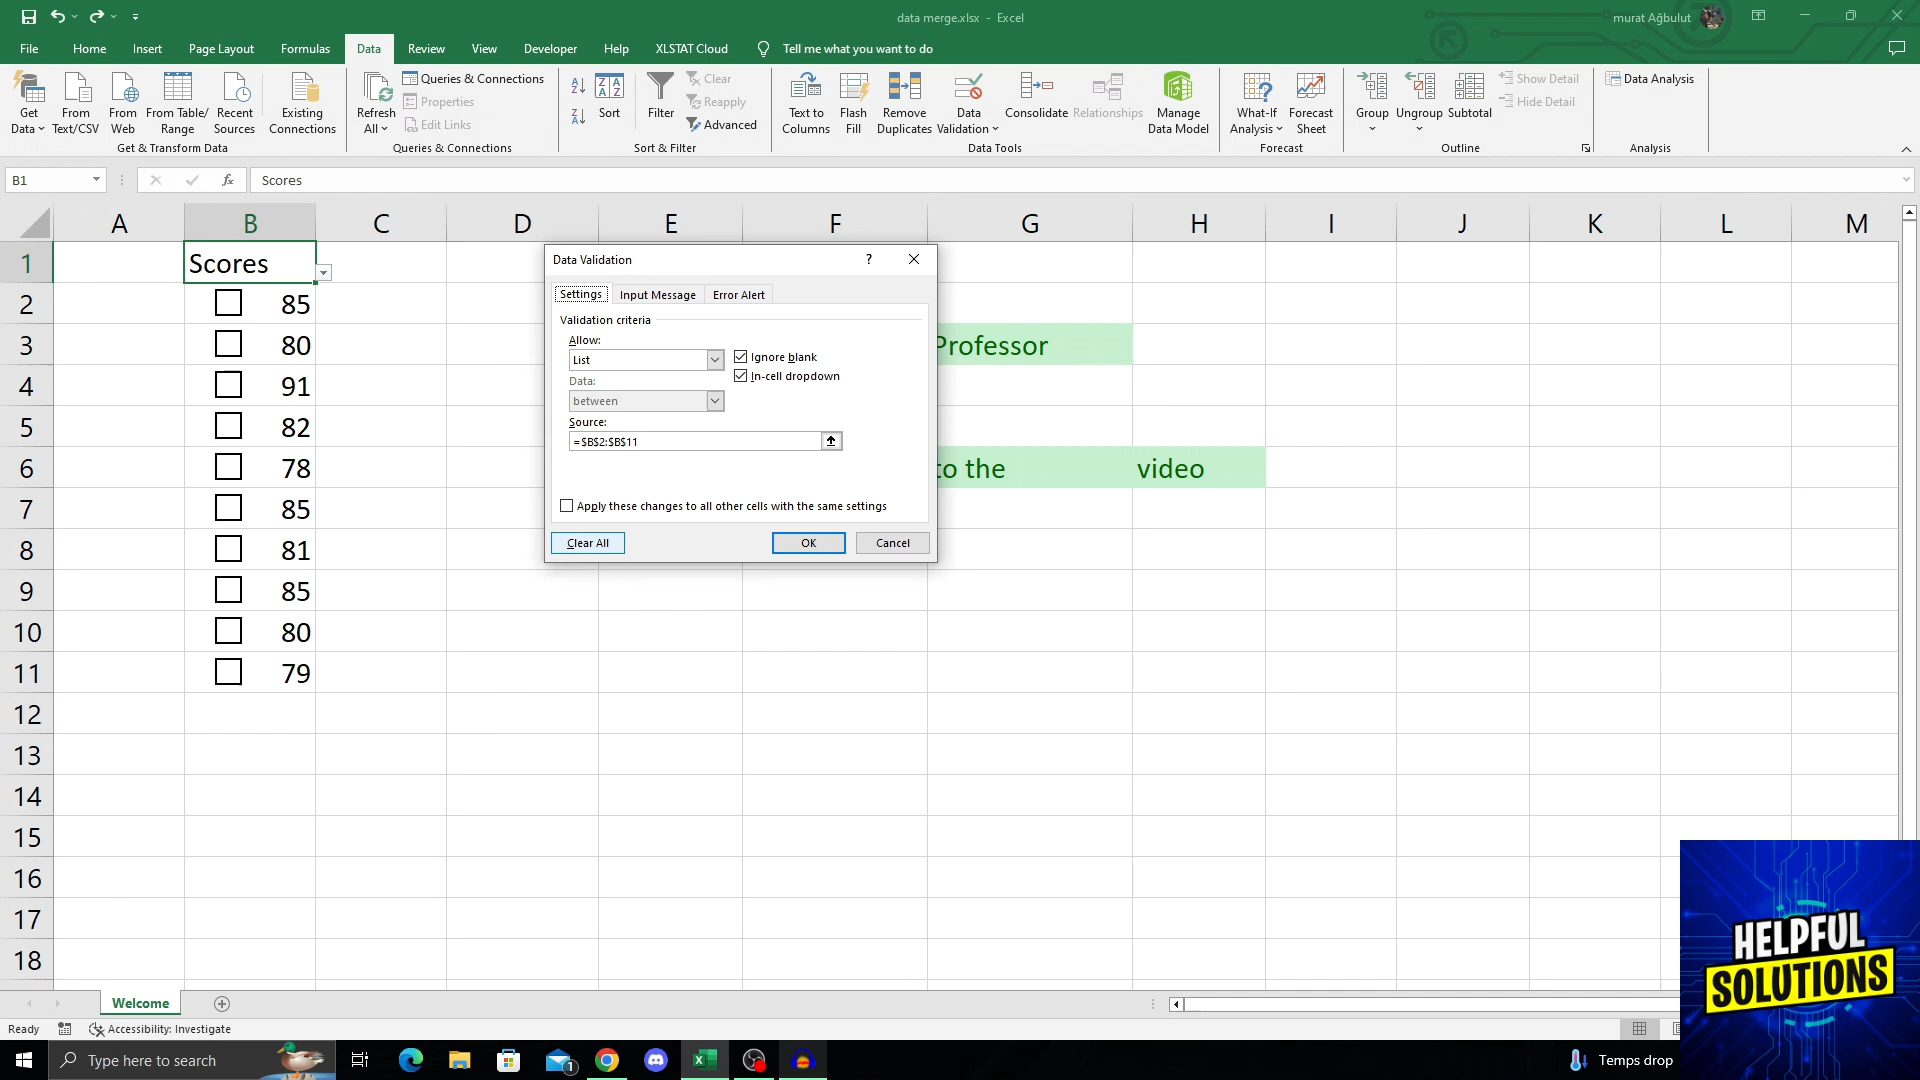 data merge.xlsx - Excel
murat Ağbulut
File Home Insert Page Layout Formulas Data Review View Developer Help XLSTAT Cloud Tell me what you want to do
Get Data
From Text/CSV
From Web
From Table/ Range
Recent Sources
Existing Connections
Get & Transform Data
Refresh All
Queries & Connections
Properties
Edit Links
Queries & Connections
Sort
Filter
Clear
Reapply
Advanced
Sort & Filter
Text to Columns
Flash Fill
Remove Duplicates
Data Validation
Consolidate
Relationships
Manage Data Model
Data Tools
What-If Analysis
Forecast Sheet
Forecast
Group
Ungroup
Subtotal
Show Detail
Hide Detail
Outline
Data Analysis
Analysis
B1
fx
Scores
A B C D E F G H I J K L M
1 Scores
2 85
3 80 Professor
4 91
5 82
6 78 to the video
7 85
8 81
9 85
10 80
11 79
12
13
14
15
16
17
18
Data Validation ?
Settings Input Message Error Alert
Validation criteria
Allow:
List
Ignore blank
Data:
In-cell dropdown
between
Source:
=$B$2:$B$11
Apply these changes to all other cells with the same settings
Clear All OK Cancel
Welcome
Ready Accessibility: Investigate
HELPFUL
SOLUTIONS
Type here to search
1
Temps drop